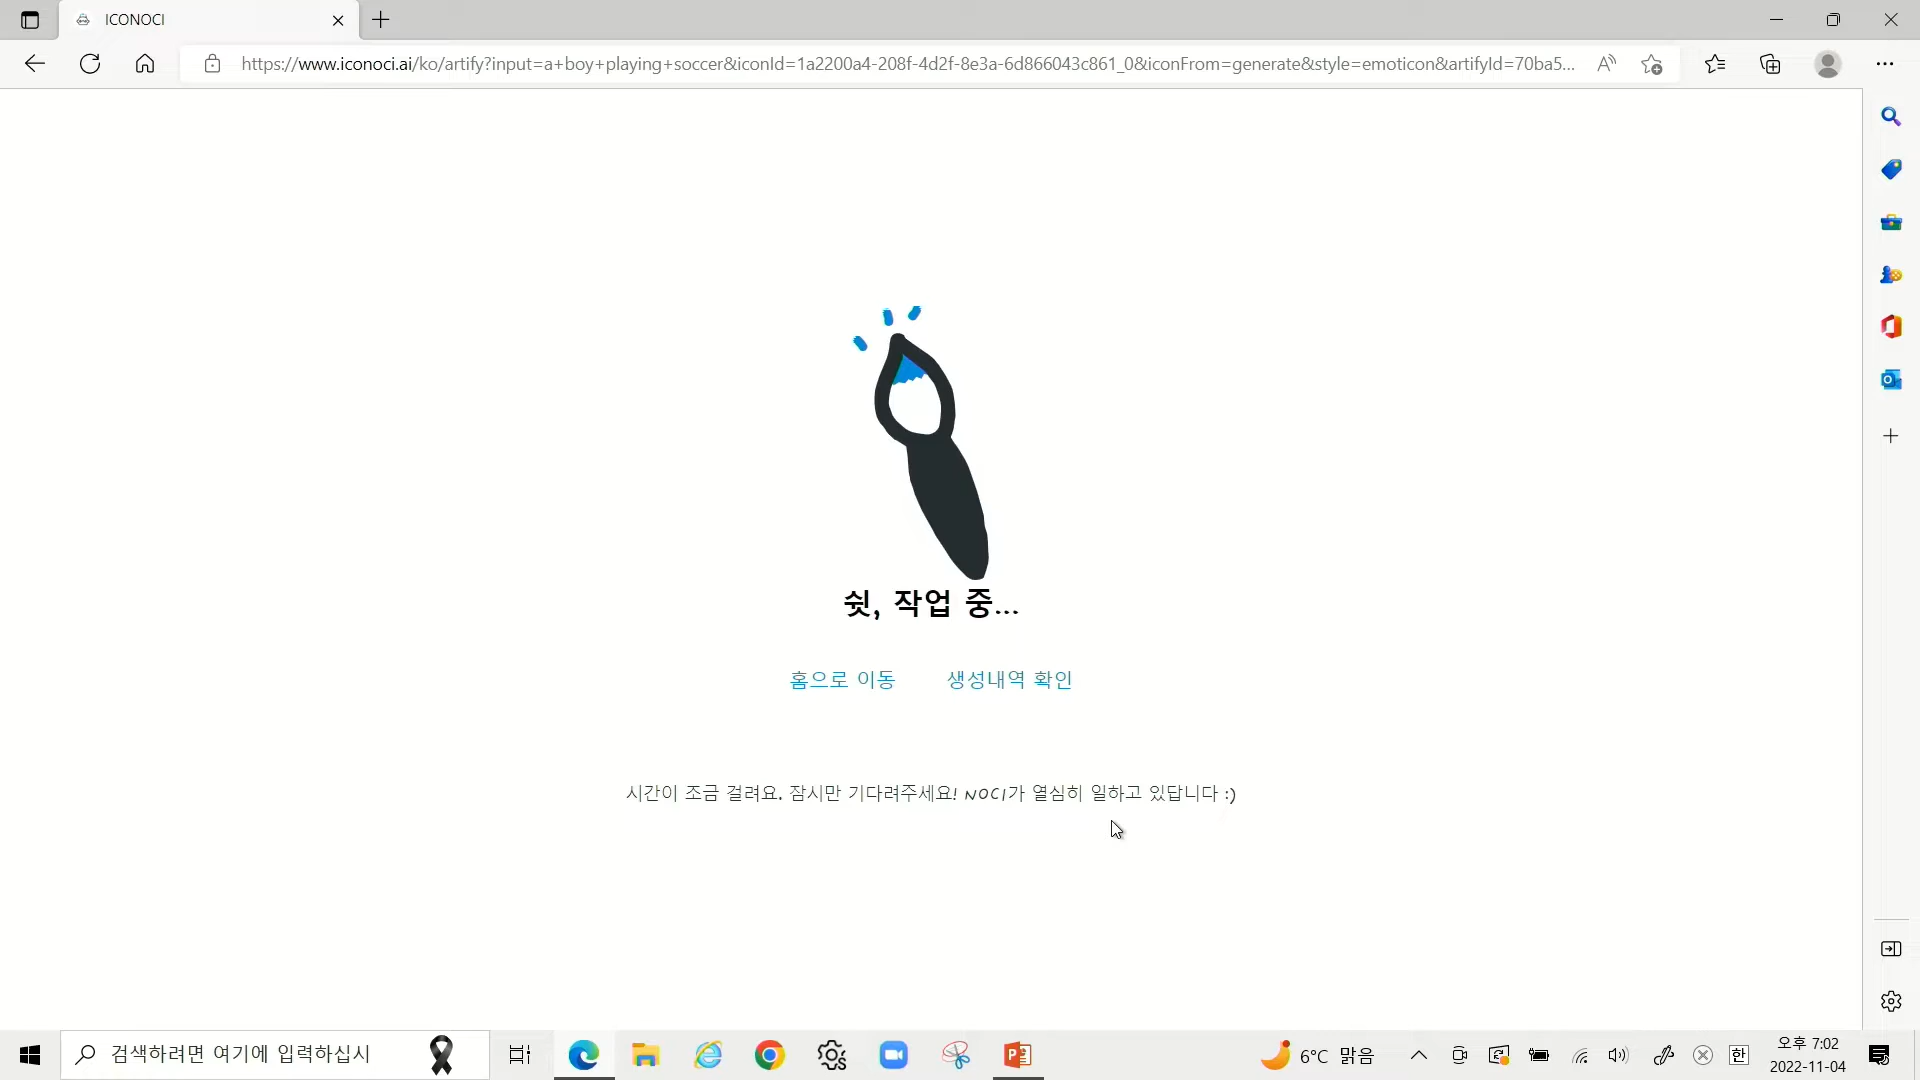 ICONOCI
https://www.iconoci.ai/ko/artify?input=a+boy+playing+soccer&iconId=1a2200a4-208f-4d2f-8e3a-6d866043c861_0&iconFrom=generate&style=emoticon&artifyId=70ba5...
쉿, 작업 중...
홈으로 이동 생성내역 확인
시간이 조금 걸려요. 잠시만 기다려주세요! NOCI가 열심히 일하고 있답니다 :)
검색하려면 여기에 입력하십시
6°C 맑음
한
오후 7:02
2022-11-04